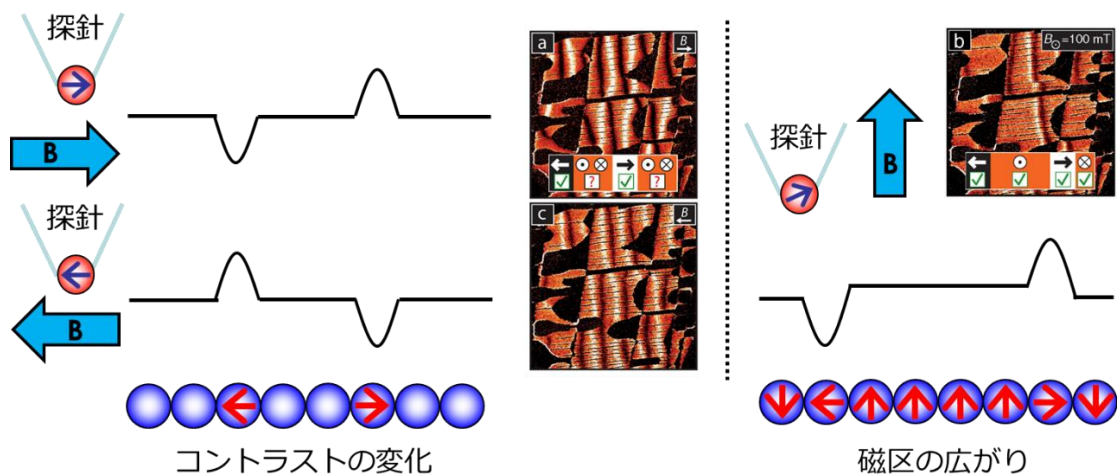 探針
B
探針
B
コントラストの変化
a
B
← ⊙⊗ → ⊙⊗
✓ ? ✓ ?
c
B
b
B⊙=100 mT
← ⊙ → ⊗
✓ ✓ ✓ ✓
B
探針
磁区の広がり